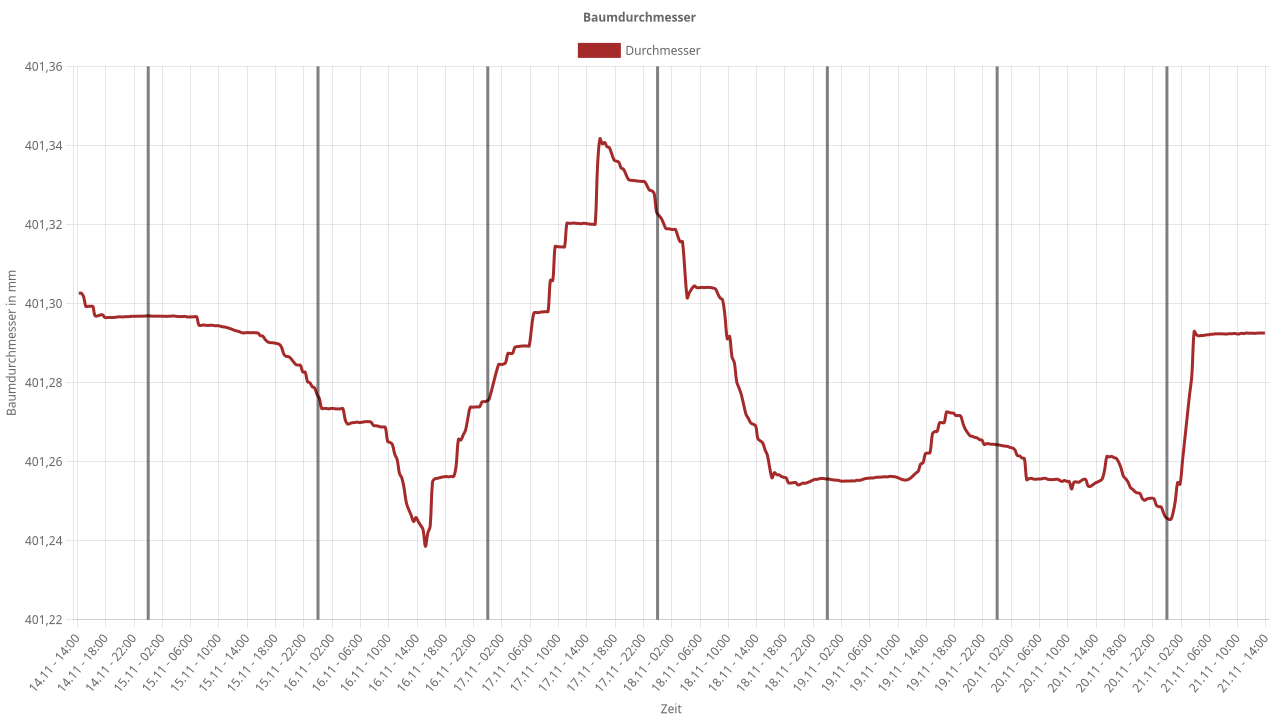 Baumdurchmesser
Durchmesser
401,36
401,34
401,32
401,30
401,28
401,26
401,24
401,22
Baumdurchmesser in mm
14.11 - 14:00
14.11 - 18:00
14.11 - 22:00
15.11 - 02:00
15.11 - 06:00
15.11 - 10:00
15.11 - 14:00
15.11 - 18:00
15.11 - 22:00
16.11 - 02:00
16.11 - 06:00
16.11 - 10:00
16.11 - 14:00
16.11 - 18:00
16.11 - 22:00
17.11 - 02:00
17.11 - 06:00
17.11 - 10:00
17.11 - 14:00
17.11 - 18:00
17.11 - 22:00
18.11 - 02:00
18.11 - 06:00
18.11 - 10:00
18.11 - 14:00
18.11 - 18:00
18.11 - 22:00
19.11 - 02:00
19.11 - 06:00
19.11 - 10:00
19.11 - 14:00
19.11 - 18:00
19.11 - 22:00
20.11 - 02:00
20.11 - 06:00
20.11 - 10:00
20.11 - 14:00
20.11 - 18:00
20.11 - 22:00
21.11 - 02:00
21.11 - 06:00
21.11 - 10:00
21.11 - 14:00
Zeit